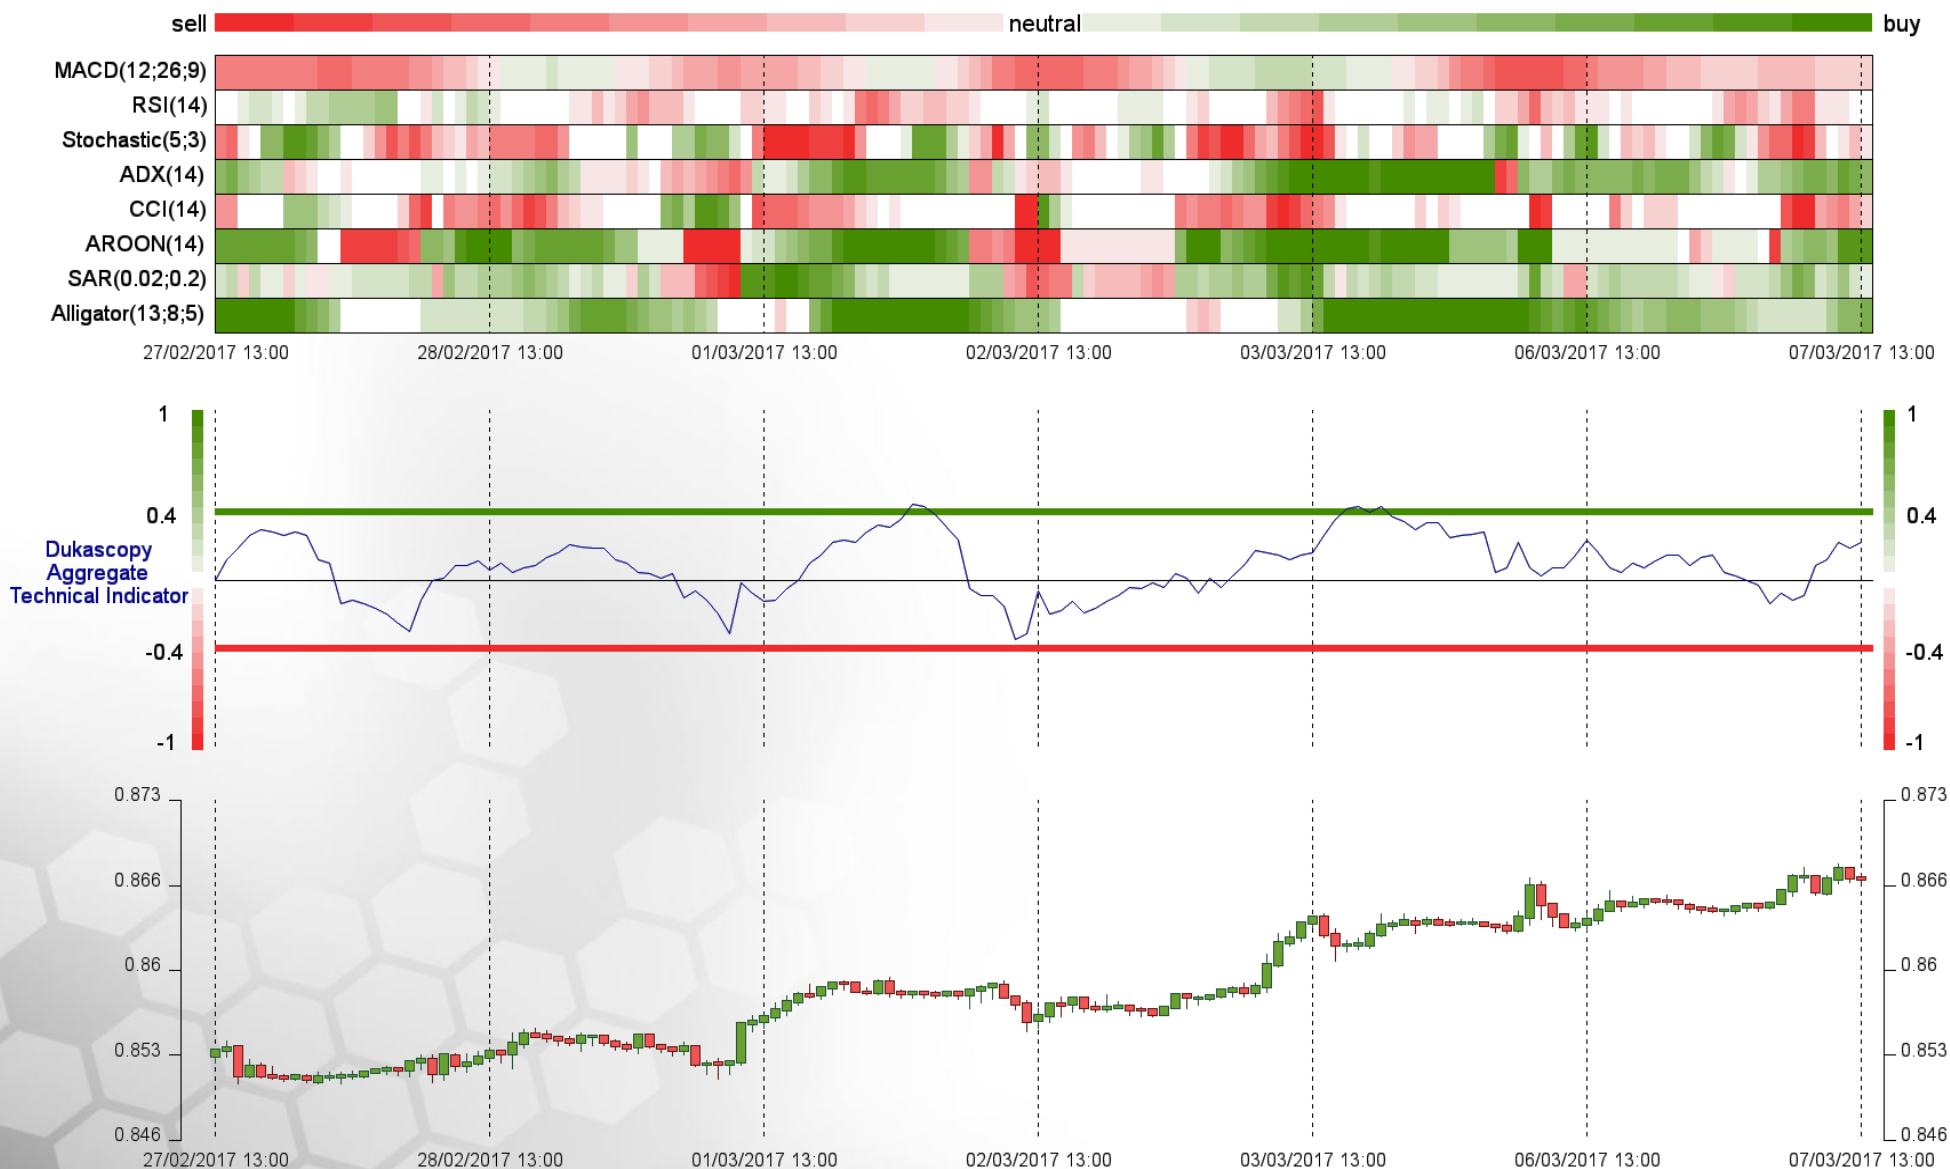 sell neutral buy
MACD(12;26;9)
RSI(14)
Stochastic(5;3)
ADX(14)
CCI(14)
AROON(14)
SAR(0.02;0.2)
Alligator(13;8;5)
27/02/2017 13:00 28/02/2017 13:00 01/03/2017 13:00 02/03/2017 13:00 03/03/2017 13:00 06/03/2017 13:00 07/03/2017 13:00
1 1
0.4 0.4
Dukascopy
Aggregate
Technical Indicator
-0.4 -0.4
-1 -1
0.873 0.873
0.866 0.866
0.86 0.86
0.853 0.853
0.846 0.846
27/02/2017 13:00 28/02/2017 13:00 01/03/2017 13:00 02/03/2017 13:00 03/03/2017 13:00 06/03/2017 13:00 07/03/2017 13:00